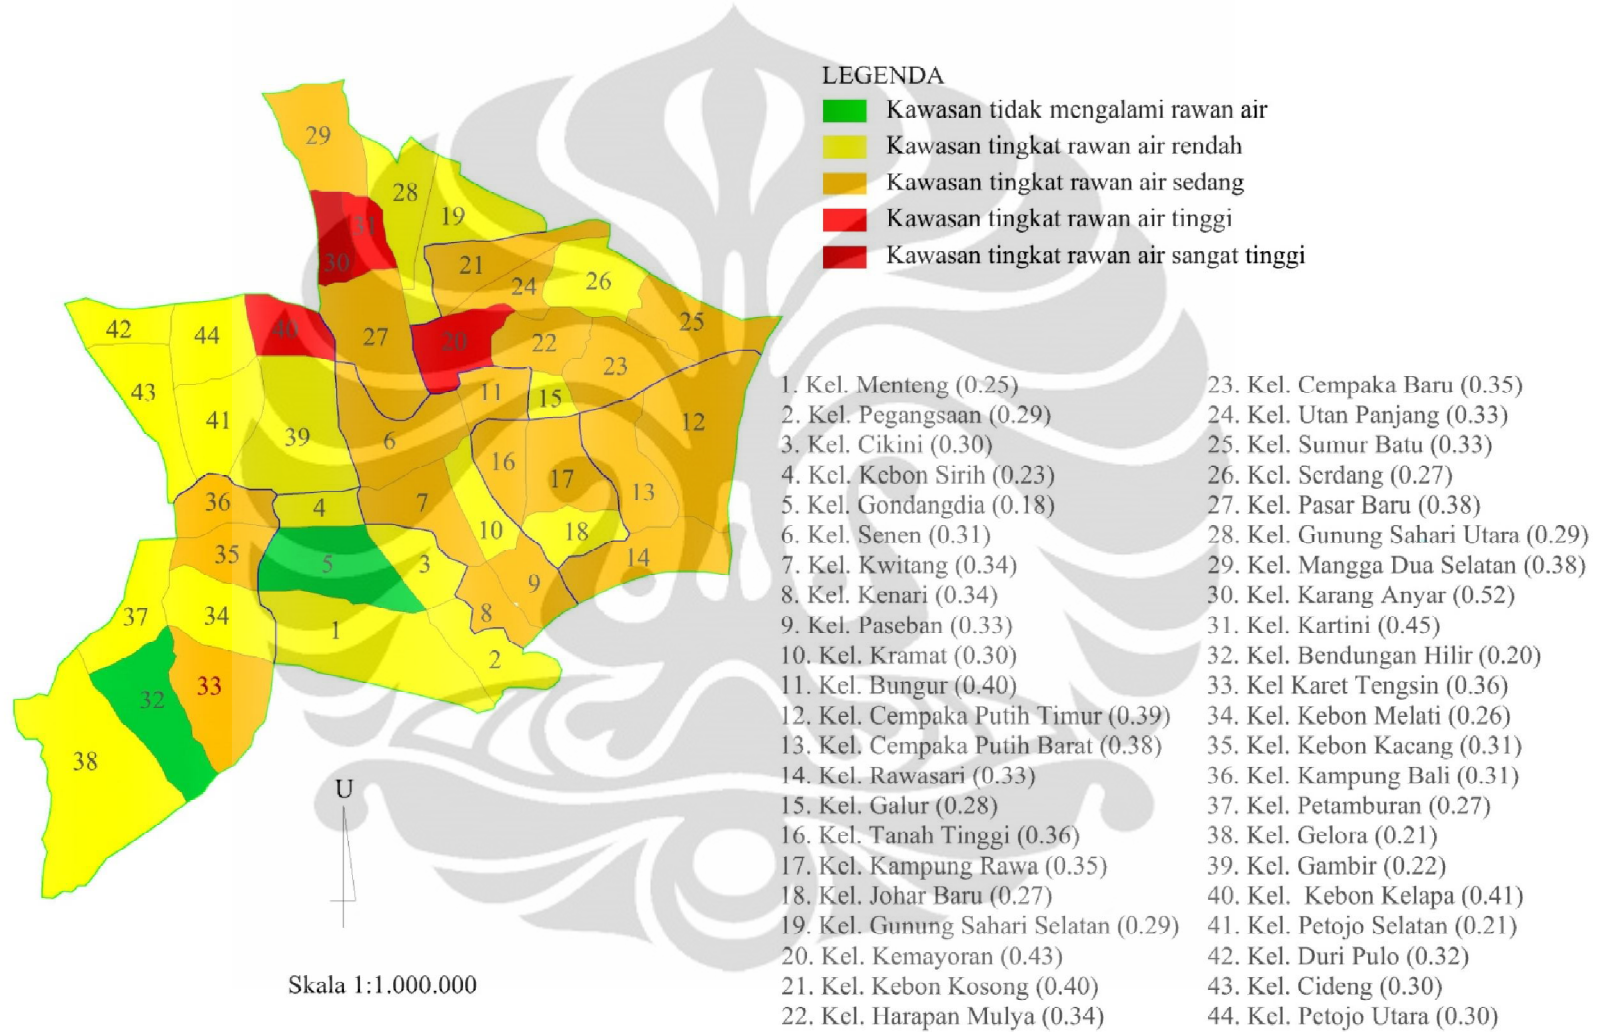 LEGENDA
Kawasan tidak mengalami rawan air
Kawasan tingkat rawan air rendah
Kawasan tingkat rawan air sedang
Kawasan tingkat rawan air tinggi
Kawasan tingkat rawan air sangat tinggi
29
28
31
19
30
21
24
26
42
44
40
27
20
22
25
23
43
11
15
41
39
6
12
16
17
13
36
4
7
10
18
35
5
3
14
9
37
34
1
8
2
32
33
38
U
Skala 1:1.000.000
1. Kel. Menteng (0.25)
2. Kel. Pegangsaan (0.29)
3. Kel. Cikini (0.30)
4. Kel. Kebon Sirih (0.23)
5. Kel. Gondangdia (0.18)
6. Kel. Senen (0.31)
7. Kel. Kwitang (0.34)
8. Kel. Kenari (0.34)
9. Kel. Paseban (0.33)
10. Kel. Kramat (0.30)
11. Kel. Bungur (0.40)
12. Kel. Cempaka Putih Timur (0.39)
13. Kel. Cempaka Putih Barat (0.38)
14. Kel. Rawasari (0.33)
15. Kel. Galur (0.28)
16. Kel. Tanah Tinggi (0.36)
17. Kel. Kampung Rawa (0.35)
18. Kel. Johar Baru (0.27)
19. Kel. Gunung Sahari Selatan (0.29)
20. Kel. Kemayoran (0.43)
21. Kel. Kebon Kosong (0.40)
22. Kel. Harapan Mulya (0.34)
23. Kel. Cempaka Baru (0.35)
24. Kel. Utan Panjang (0.33)
25. Kel. Sumur Batu (0.33)
26. Kel. Serdang (0.27)
27. Kel. Pasar Baru (0.38)
28. Kel. Gunung Sahari Utara (0.29)
29. Kel. Mangga Dua Selatan (0.38)
30. Kel. Karang Anyar (0.52)
31. Kel. Kartini (0.45)
32. Kel. Bendungan Hilir (0.20)
33. Kel Karet Tengsin (0.36)
34. Kel. Kebon Melati (0.26)
35. Kel. Kebon Kacang (0.31)
36. Kel. Kampung Bali (0.31)
37. Kel. Petamburan (0.27)
38. Kel. Gelora (0.21)
39. Kel. Gambir (0.22)
40. Kel. Kebon Kelapa (0.41)
41. Kel. Petojo Selatan (0.21)
42. Kel. Duri Pulo (0.32)
43. Kel. Cideng (0.30)
44. Kel. Petojo Utara (0.30)